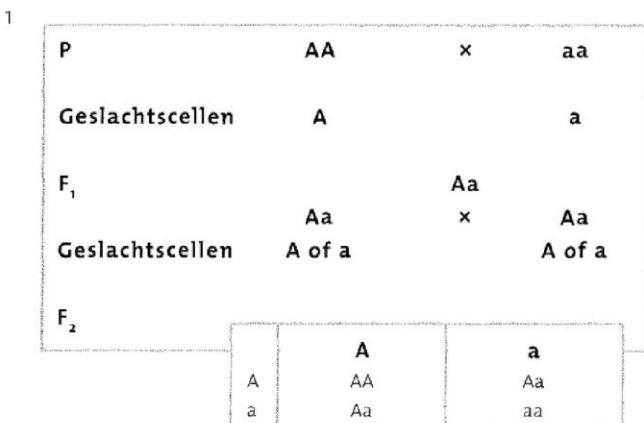 1
P AA × aa
Geslachtscellen A a
F₁ Aa
Aa × Aa
Geslachtscellen A of a A of a
F₂
A a
A AA Aa
a Aa aa